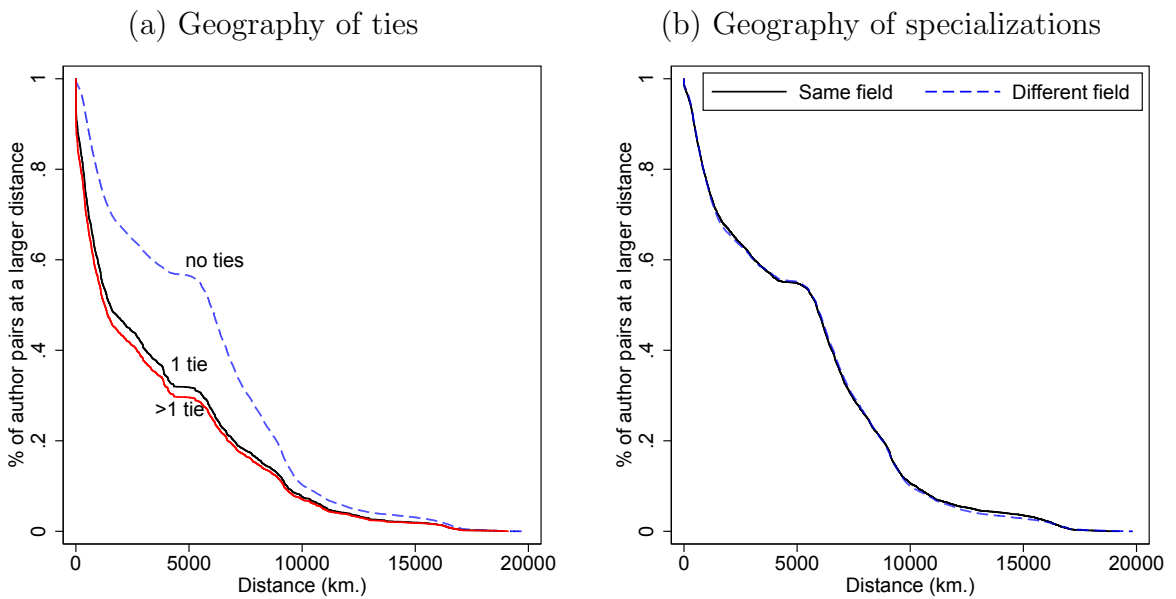 (a) Geography of ties
% of author pairs at a larger distance
1
.8
.6
.4
.2
0
no ties
1 tie
>1 tie
0 5000 10000 15000 20000
Distance (km.)
(b) Geography of specializations
% of author pairs at a larger distance
1
.8
.6
.4
.2
0
Same field Different field
0 5000 10000 15000 20000
Distance (km.)